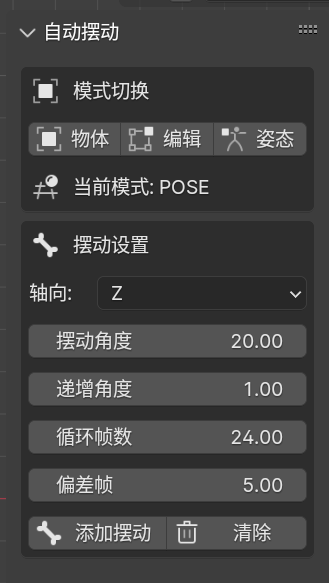 自动摆动
模式切换
物体 编辑 姿态
当前模式: POSE
摆动设置
轴向: Z
摆动角度 20.00
递增角度 1.00
循环帧数 24.00
偏差帧 5.00
添加摆动 清除